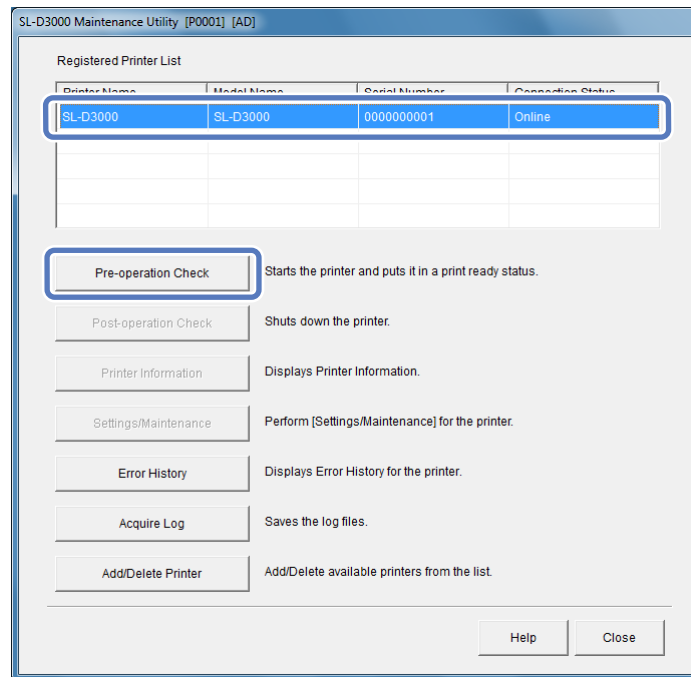 SL-D3000 Maintenance Utility [P0001] [AD]
Registered Printer List
Printer Name Model Name Serial Number Connection Status
SL-D3000 SL-D3000 0000000001 Online
Pre-operation Check Starts the printer and puts it in a print ready status.
Post-operation Check Shuts down the printer.
Printer Information Displays Printer Information.
Settings/Maintenance Perform [Settings/Maintenance] for the printer.
Error History Displays Error History for the printer.
Acquire Log Saves the log files.
Add/Delete Printer Add/Delete available printers from the list.
Help Close